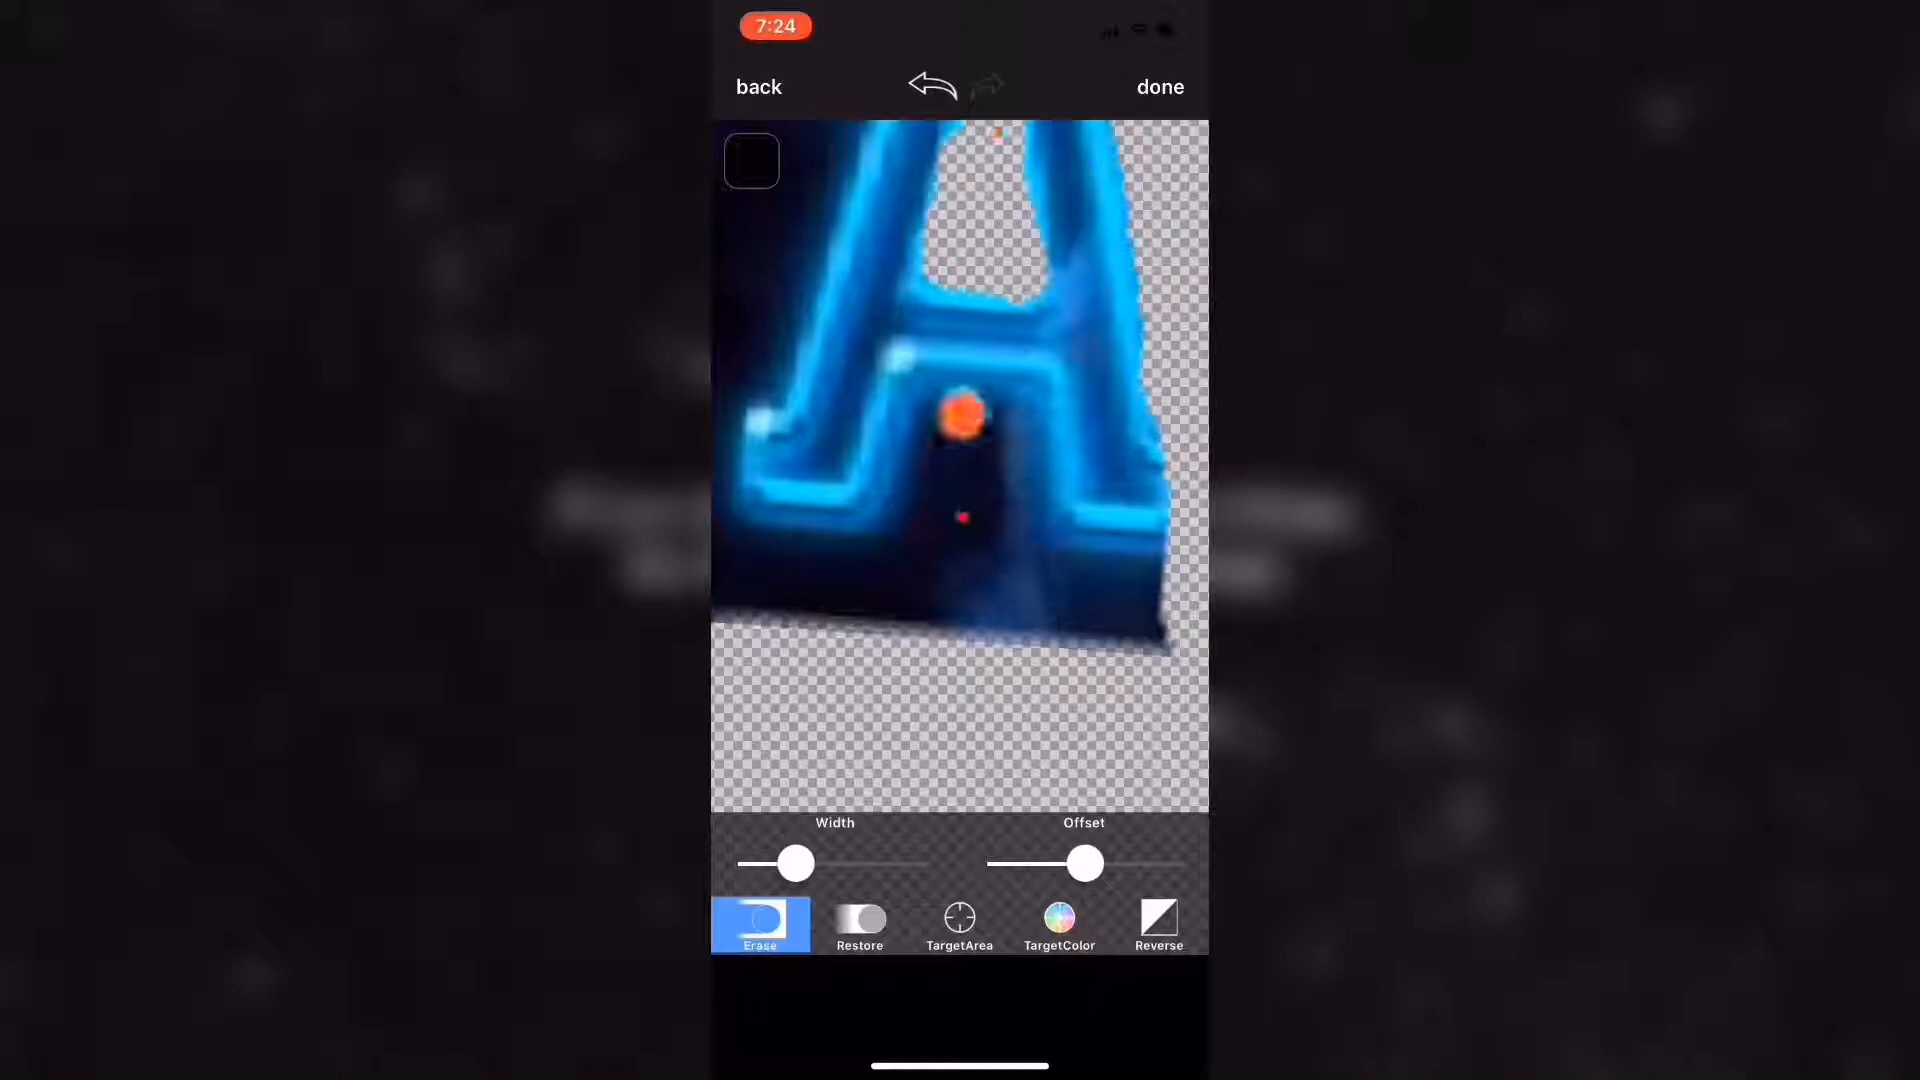 7:24
back
done
A
Width
Offset
Erase
Restore
TargetArea
TargetColor
Reverse